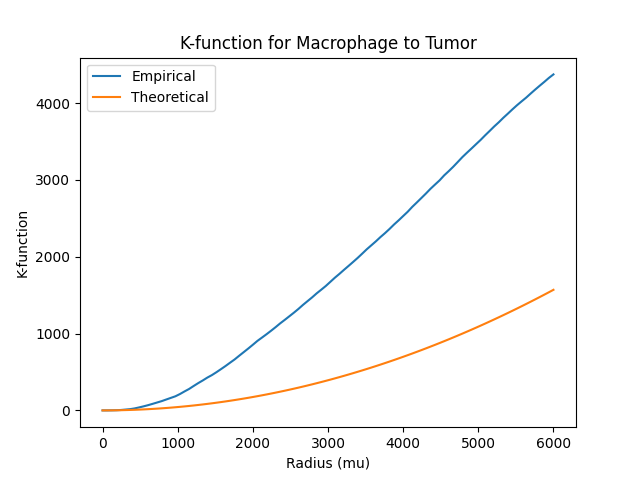 K-function for Macrophage to Tumor
Empirical
Theoretical
4000
3000
2000
1000
0
K-function
0 1000 2000 3000 4000 5000 6000
Radius (mu)